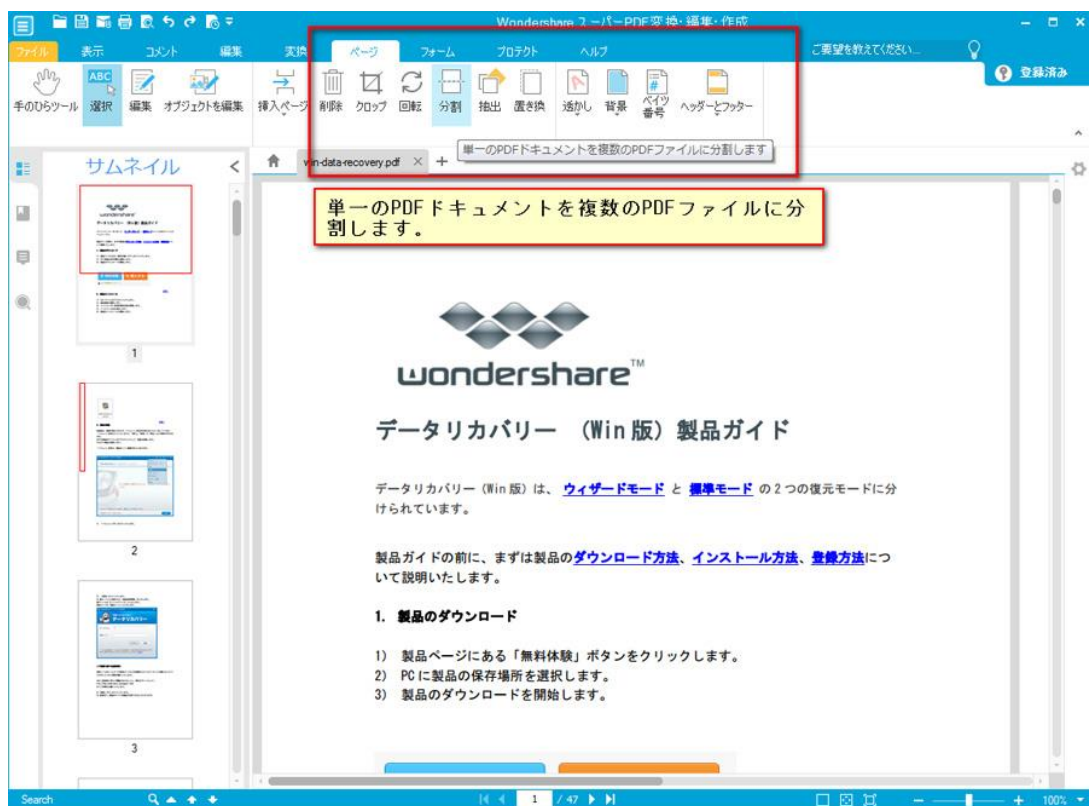 Wondershare スーパーPDF変換・編集・作成
ファイル 表示 コメント 編集 変換 ページ フォーム プロテクト ヘルプ
ご要望を教えてください...
登録済み
手のひらツール 選択 編集 オブジェクトを編集 挿入ページ 削除 クロップ 回転 分割 抽出 置き換 透かし 背景 ベイツ番号 ヘッダーとフッター
ABC
単一のPDFドキュメントを複数のPDFファイルに分割します
サムネイル
win-data-recovery.pdf
単一のPDFドキュメントを複数のPDFファイルに分
割します。
wondershare™
データリカバリー （Win版）製品ガイド
データリカバリー（Win版）は、 ウィザードモード と 標準モード の2つの復元モードに分
けられています。
製品ガイドの前に、まずは製品のダウンロード方法、インストール方法、登録方法につ
いて説明いたします。
1. 製品のダウンロード
1) 製品ページにある「無料体験」ボタンをクリックします。
2) PCに製品の保存場所を選択します。
3) 製品のダウンロードを開始します。
1
2
3
Search
1 / 47
100%